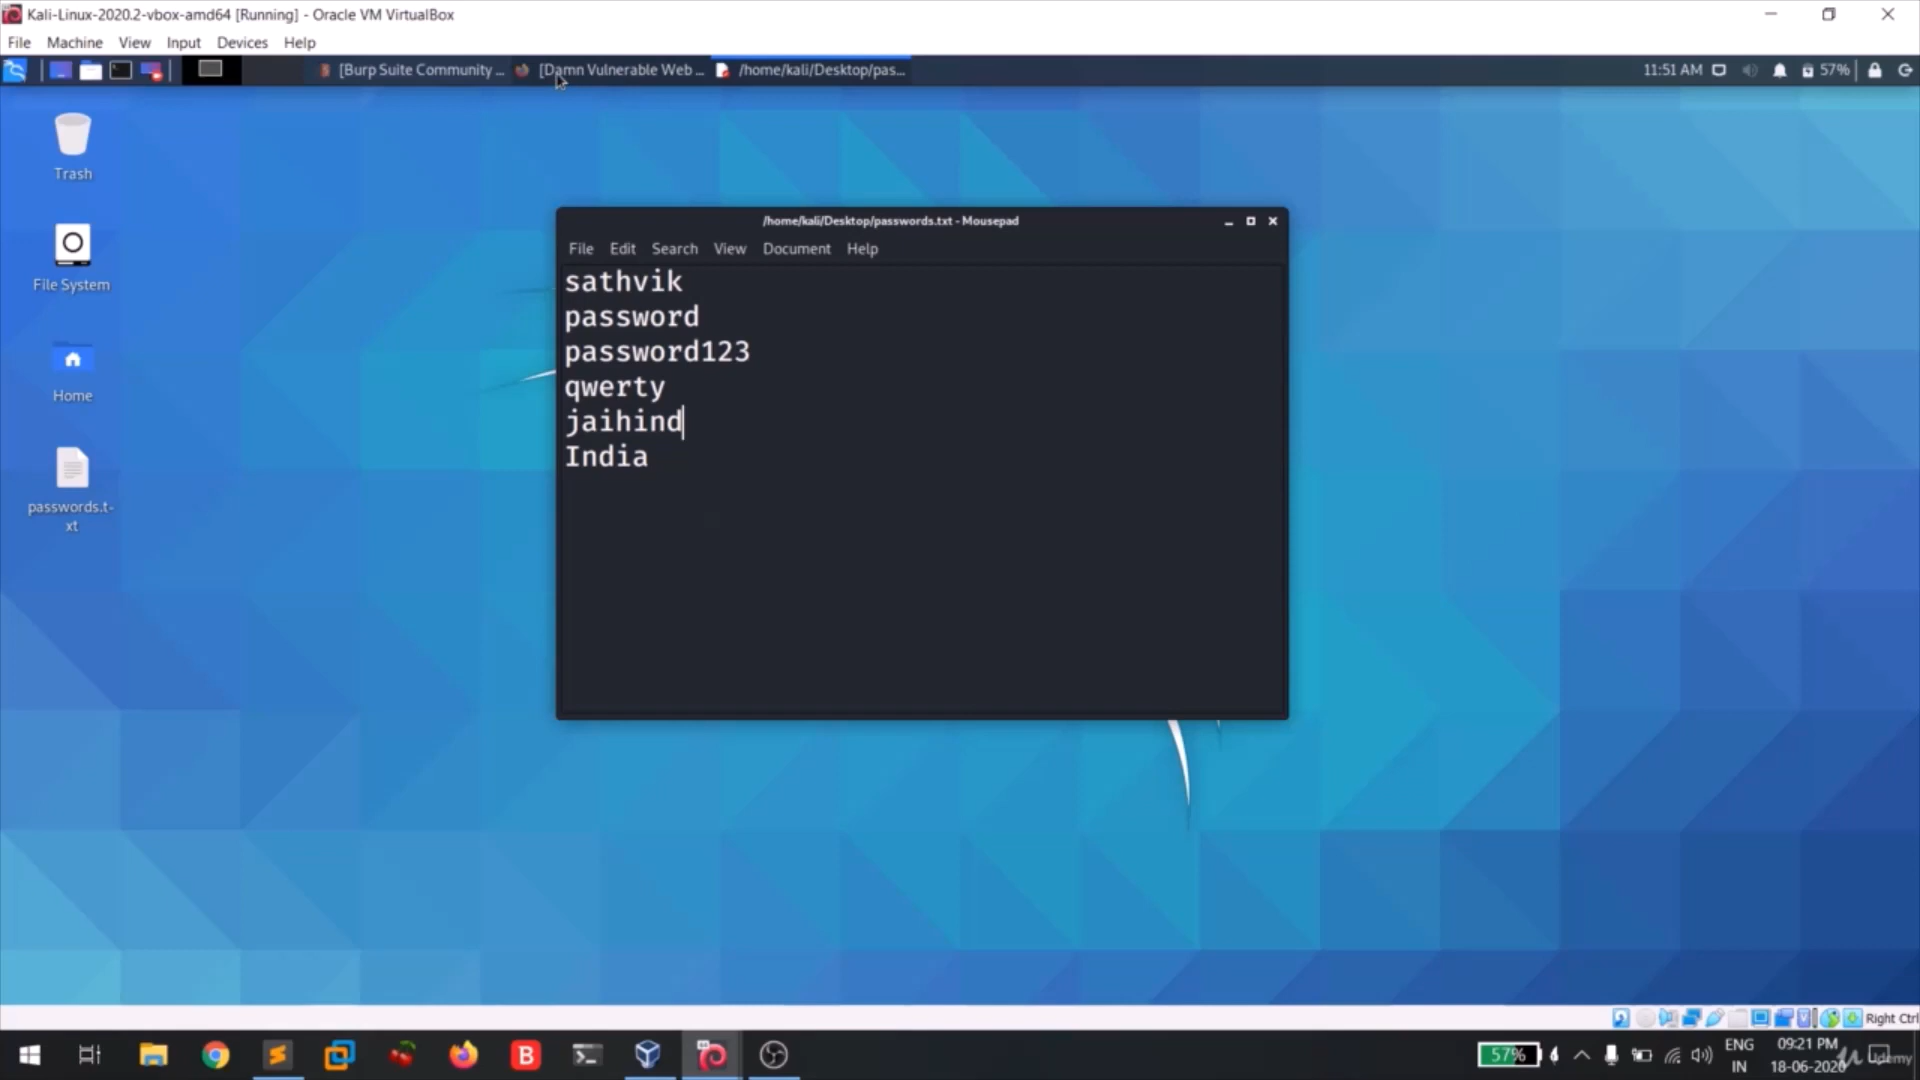 Kali-Linux-2020.2-vbox-amd64 [Running] - Oracle VM VirtualBox
File Machine View Input Devices Help
[Burp Suite Community ... [Damn Vulnerable Web ... /home/kali/Desktop/pas... 11:51 AM 57%
Trash
File System
Home
passwords.t-
xt
/home/kali/Desktop/passwords.txt - Mousepad
File Edit Search View Document Help
sathvik
password
password123
qwerty
jaihind
India
Right Ctrl
57% ENG 09:21 PM
IN 18-06-2020
Udemy